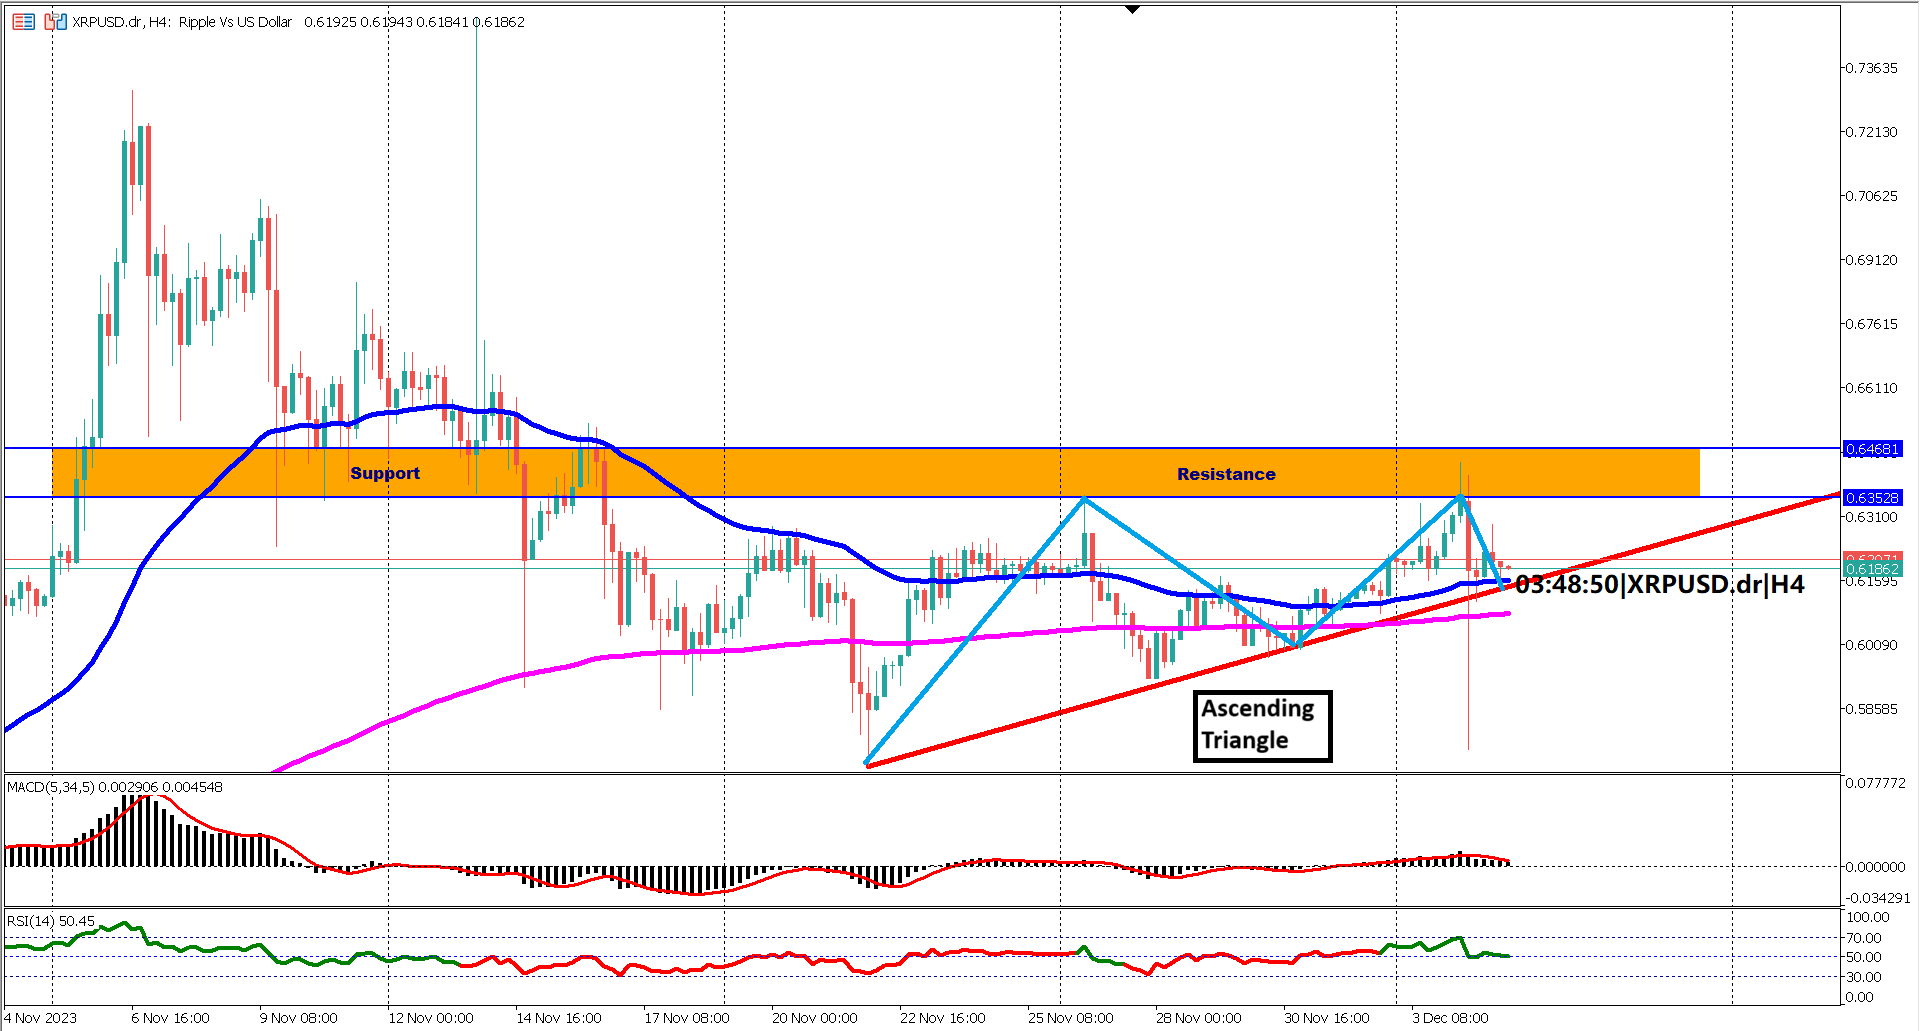 XRPUSD.dr, H4: Ripple Vs US Dollar 0.61925 0.61943 0.61841 0.61862
0.73635
0.72130
0.70625
0.69120
0.67615
0.66110
0.64681
Support
Resistance
0.63528
0.63100
0.61862
0.61595
03:48:50|XRPUSD.dr|H4
0.60090
Ascending
Triangle
0.58585
MACD(5,34,5) 0.002906 0.004548
0.077772
0.000000
-0.034291
RSI(14) 50.45
100.00
70.00
50.00
30.00
0.00
4 Nov 2023
6 Nov 16:00
9 Nov 08:00
12 Nov 00:00
14 Nov 16:00
17 Nov 08:00
20 Nov 00:00
22 Nov 16:00
25 Nov 08:00
28 Nov 00:00
30 Nov 16:00
3 Dec 08:00